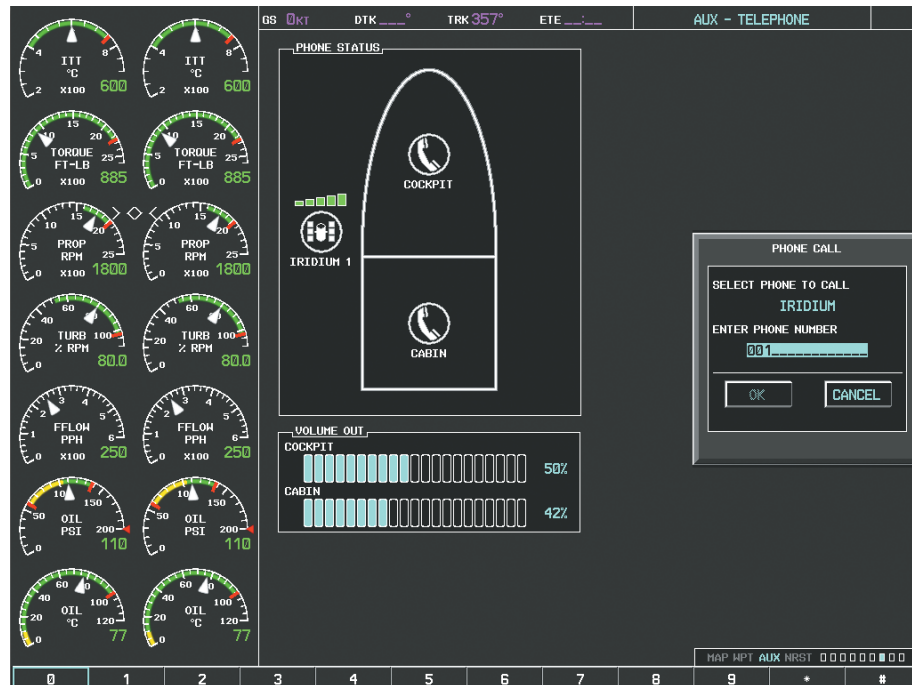 GS 0KT DTK ___° TRK 357° ETE __:__ AUX - TELEPHONE
4 8 4 8
ITT ITT
°C °C
2 X100 600 2 X100 600
10 15 20 10 15 20
5 TORQUE 25 5 TORQUE 25
FT-LB FT-LB
0 X100 885 0 X100 885
10 15 20 10 15 20
5 PROP 25 5 PROP 25
RPM RPM
0 X100 1800 0 X100 1800
40 60 100 40 60 100
20 TURB 20 TURB
% RPM % RPM
0 80.0 0 80.0
2 3 4 5 2 3 4 5
1 FFLOW 6 1 FFLOW 6
PPH PPH
0 X100 250 0 X100 250
50 100 150 200 50 100 150 200
OIL OIL
PSI PSI
0 110 0 110
20 40 60 80 100 120 20 40 60 80 100 120
OIL OIL
°C °C
0 77 0 77
PHONE STATUS
COCKPIT
IRIDIUM 1
CABIN
VOLUME OUT
COCKPIT
50%
CABIN
42%
PHONE CALL
SELECT PHONE TO CALL
IRIDIUM
ENTER PHONE NUMBER
001____________
OK CANCEL
MAP WPT AUX NRST
0 1 2 3 4 5 6 7 8 9 * #